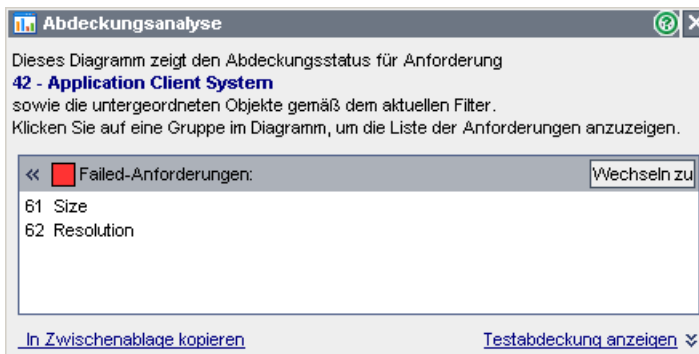 Abdeckungsanalyse
Dieses Diagramm zeigt den Abdeckungsstatus für Anforderung
42 - Application Client System
sowie die untergeordneten Objekte gemäß dem aktuellen Filter.
Klicken Sie auf eine Gruppe im Diagramm, um die Liste der Anforderungen anzuzeigen.
« Failed-Anforderungen: Wechseln zu
61 Size
62 Resolution
In Zwischenablage kopieren Testabdeckung anzeigen